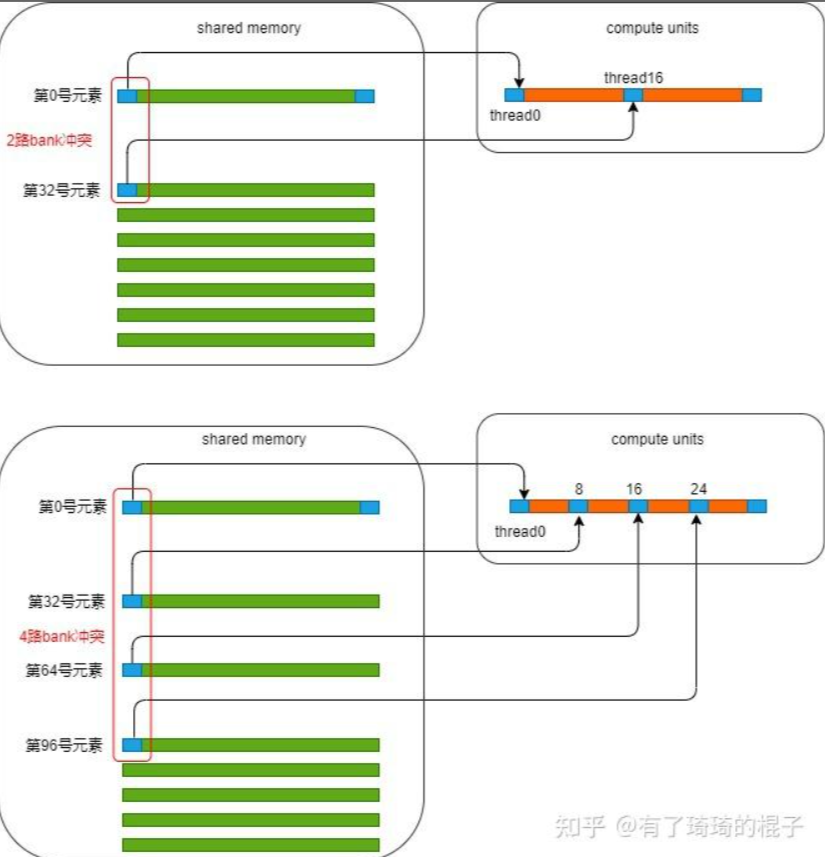 shared memory
compute units
第0号元素
thread16
thread0
2路bank冲突
第32号元素
shared memory
compute units
第0号元素
8
16
24
thread0
第32号元素
4路bank冲突
第64号元素
第96号元素
知乎 @有了琦琦的棍子